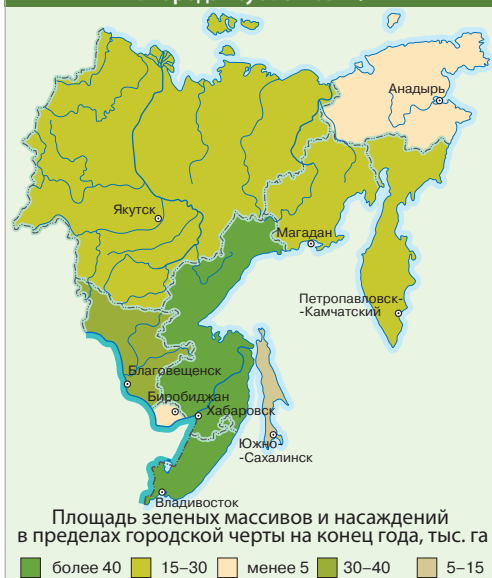 Анадырь
Якутск
Магадан
Петропавловск-
-Камчатский
Благовещенск
Биробиджан
Хабаровск
Южно-
-Сахалинск
Владивосток
Площадь зеленых массивов и насаждений
в пределах городской черты на конец года, тыс. га
более 40 15–30 менее 5 30–40 5–15